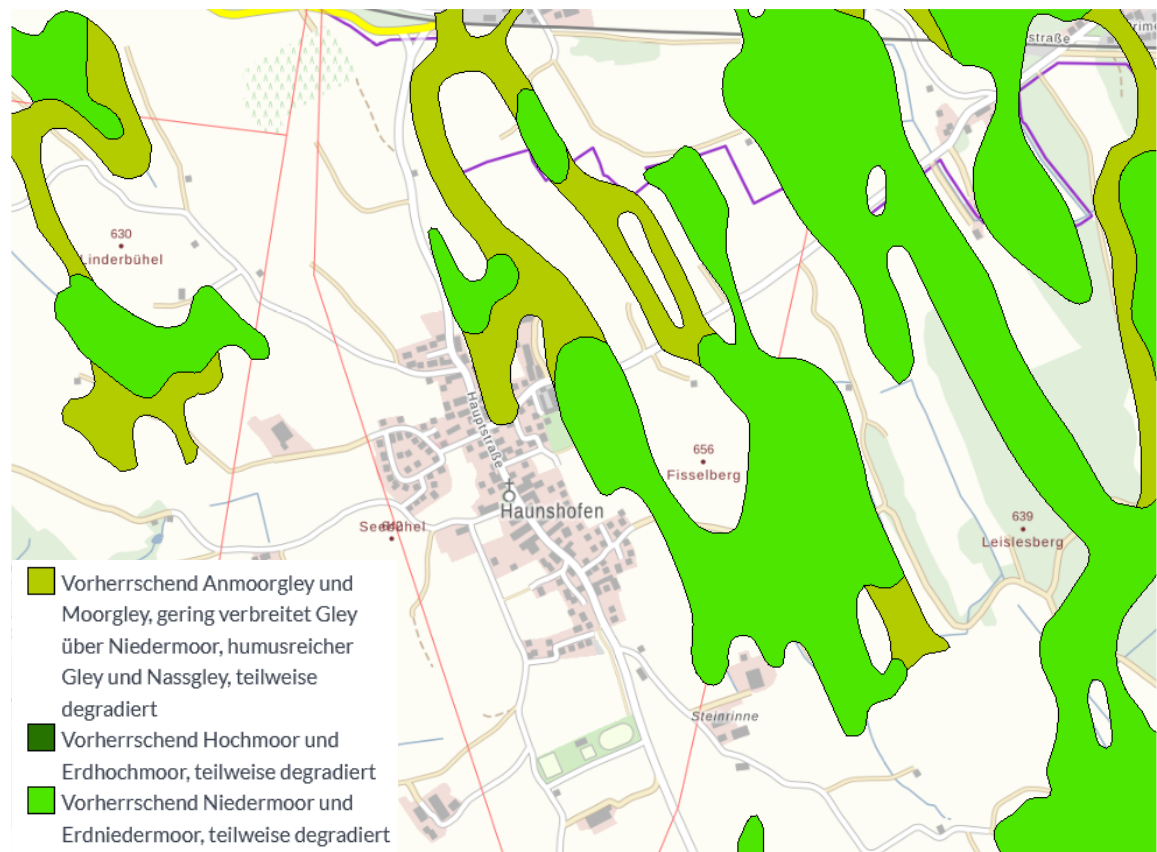 straße
630
Linderbühel
Hauptstraße
656
Fisselberg
Haunshofen
639
Leislesberg
Steinrinne
Vorherrschend Anmoorgley und
Moorgley, gering verbreitet Gley
über Niedermoor, humusreicher
Gley und Nassgley, teilweise
degradiert
Vorherrschend Hochmoor und
Erdhochmoor, teilweise degradiert
Vorherrschend Niedermoor und
Erdniedermoor, teilweise degradiert